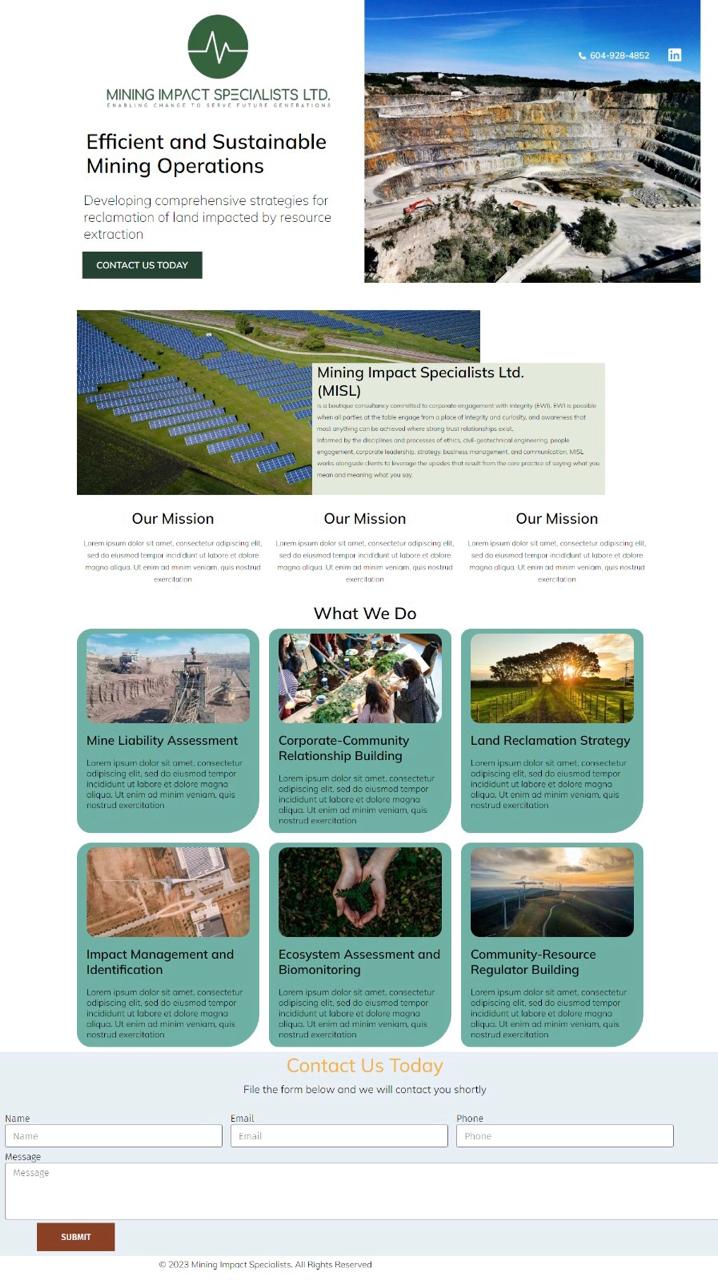 604-928-4852
in
MINING IMPACT SPECIALISTS LTD.
ENABLING CHANGE TO SERVE FUTURE GENERATIONS
Efficient and Sustainable
Mining Operations
Developing comprehensive strategies for
reclamation of land impacted by resource
extraction
CONTACT US TODAY
Mining Impact Specialists Ltd.
(MISL)
is a boutique consultancy committed to corporate engagement with integrity (EWI). EWI is possible
when all parties at the table engage from a place of integrity and curiosity, and awareness that
most anything can be achieved where strong trust relationships exist.
Informed by the disciplines and processes of ethics, civil-geotechnical engineering, people
engagement, corporate leadership, strategy, business management, and communication, MISL
works alongside clients to leverage the upsides that result from the core practice of saying what you
mean and meaning what you say.
Our Mission
Lorem ipsum dolor sit amet, consectetur adipiscing elit,
sed do eiusmod tempor incididunt ut labore et dolore
magna aliqua. Ut enim ad minim veniam, quis nostrud
exercitation
Our Mission
Lorem ipsum dolor sit amet, consectetur adipiscing elit,
sed do eiusmod tempor incididunt ut labore et dolore
magna aliqua. Ut enim ad minim veniam, quis nostrud
exercitation
Our Mission
Lorem ipsum dolor sit amet, consectetur adipiscing elit,
sed do eiusmod tempor incididunt ut labore et dolore
magna aliqua. Ut enim ad minim veniam, quis nostrud
exercitation
What We Do
Mine Liability Assessment
Lorem ipsum dolor sit amet, consectetur
adipiscing elit, sed do eiusmod tempor
incididunt ut labore et dolore magna
aliqua. Ut enim ad minim veniam, quis
nostrud exercitation
Corporate-Community
Relationship Building
Lorem ipsum dolor sit amet, consectetur
adipiscing elit, sed do eiusmod tempor
incididunt ut labore et dolore magna
aliqua. Ut enim ad minim veniam, quis
nostrud exercitation
Land Reclamation Strategy
Lorem ipsum dolor sit amet, consectetur
adipiscing elit, sed do eiusmod tempor
incididunt ut labore et dolore magna
aliqua. Ut enim ad minim veniam, quis
nostrud exercitation
Impact Management and
Identification
Lorem ipsum dolor sit amet, consectetur
adipiscing elit, sed do eiusmod tempor
incididunt ut labore et dolore magna
aliqua. Ut enim ad minim veniam, quis
nostrud exercitation
Ecosystem Assessment and
Biomonitoring
Lorem ipsum dolor sit amet, consectetur
adipiscing elit, sed do eiusmod tempor
incididunt ut labore et dolore magna
aliqua. Ut enim ad minim veniam, quis
nostrud exercitation
Community-Resource
Regulator Building
Lorem ipsum dolor sit amet, consectetur
adipiscing elit, sed do eiusmod tempor
incididunt ut labore et dolore magna
aliqua. Ut enim ad minim veniam, quis
nostrud exercitation
Contact Us Today
File the form below and we will contact you shortly
Name
Name
Email
Email
Phone
Phone
Message
Message
SUBMIT
© 2023 Mining Impact Specialists. All Rights Reserved